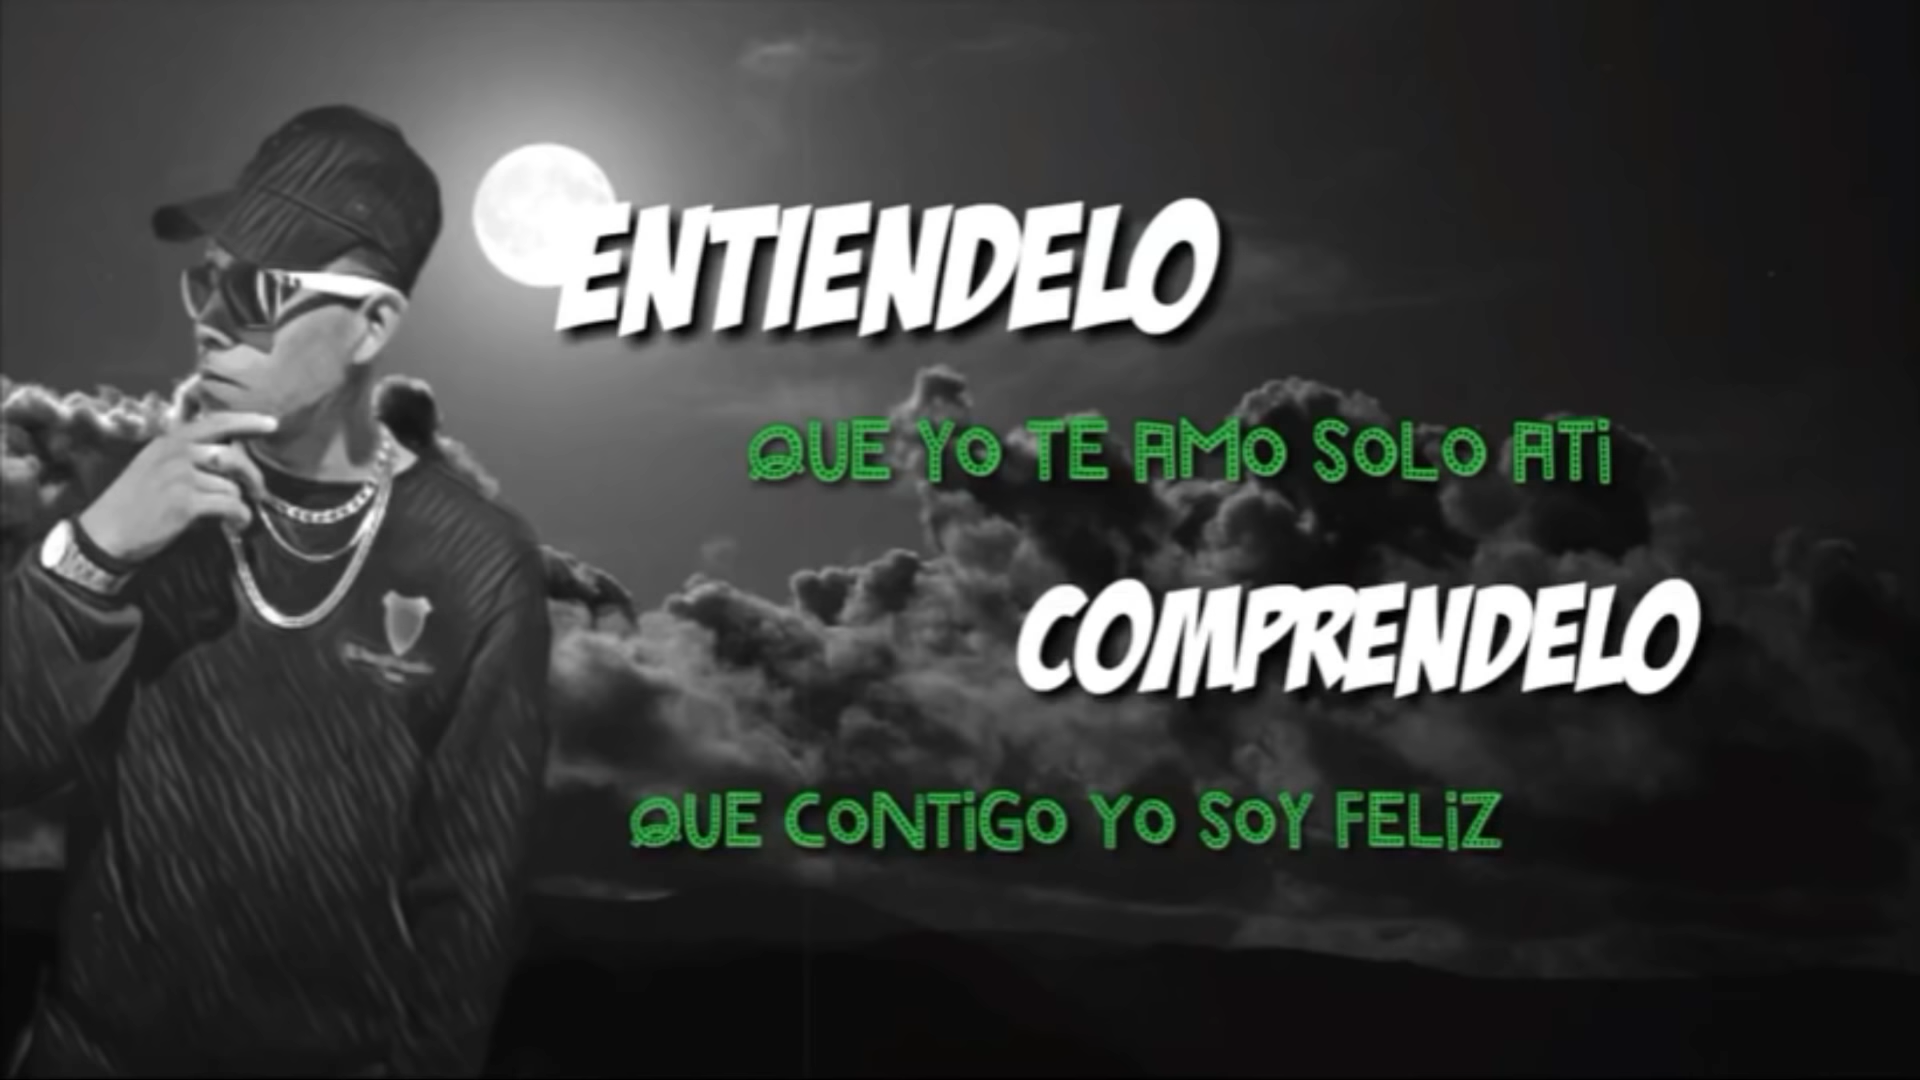 ENTIENDELO
QUE YO TE AMO SOLO ATi
COMPRENDELO
QUE CONTiGO YO SOY FELiZ